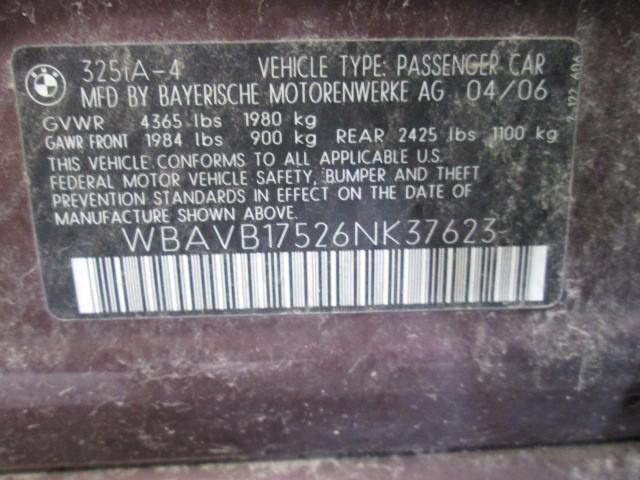 BMW 325iA-4 VEHICLE TYPE: PASSENGER CAR
MFD BY BAYERISCHE MOTORENWERKE AG 04/06
GVWR 4365 lbs 1980 kg
GAWR FRONT 1984 lbs 900 kg REAR 2425 lbs 1100 kg
THIS VEHICLE CONFORMS TO ALL APPLICABLE U.S.
FEDERAL MOTOR VEHICLE SAFETY, BUMPER AND THEFT
PREVENTION STANDARDS IN EFFECT ON THE DATE OF
MANUFACTURE SHOWN ABOVE.
WBAVB17526NK37623